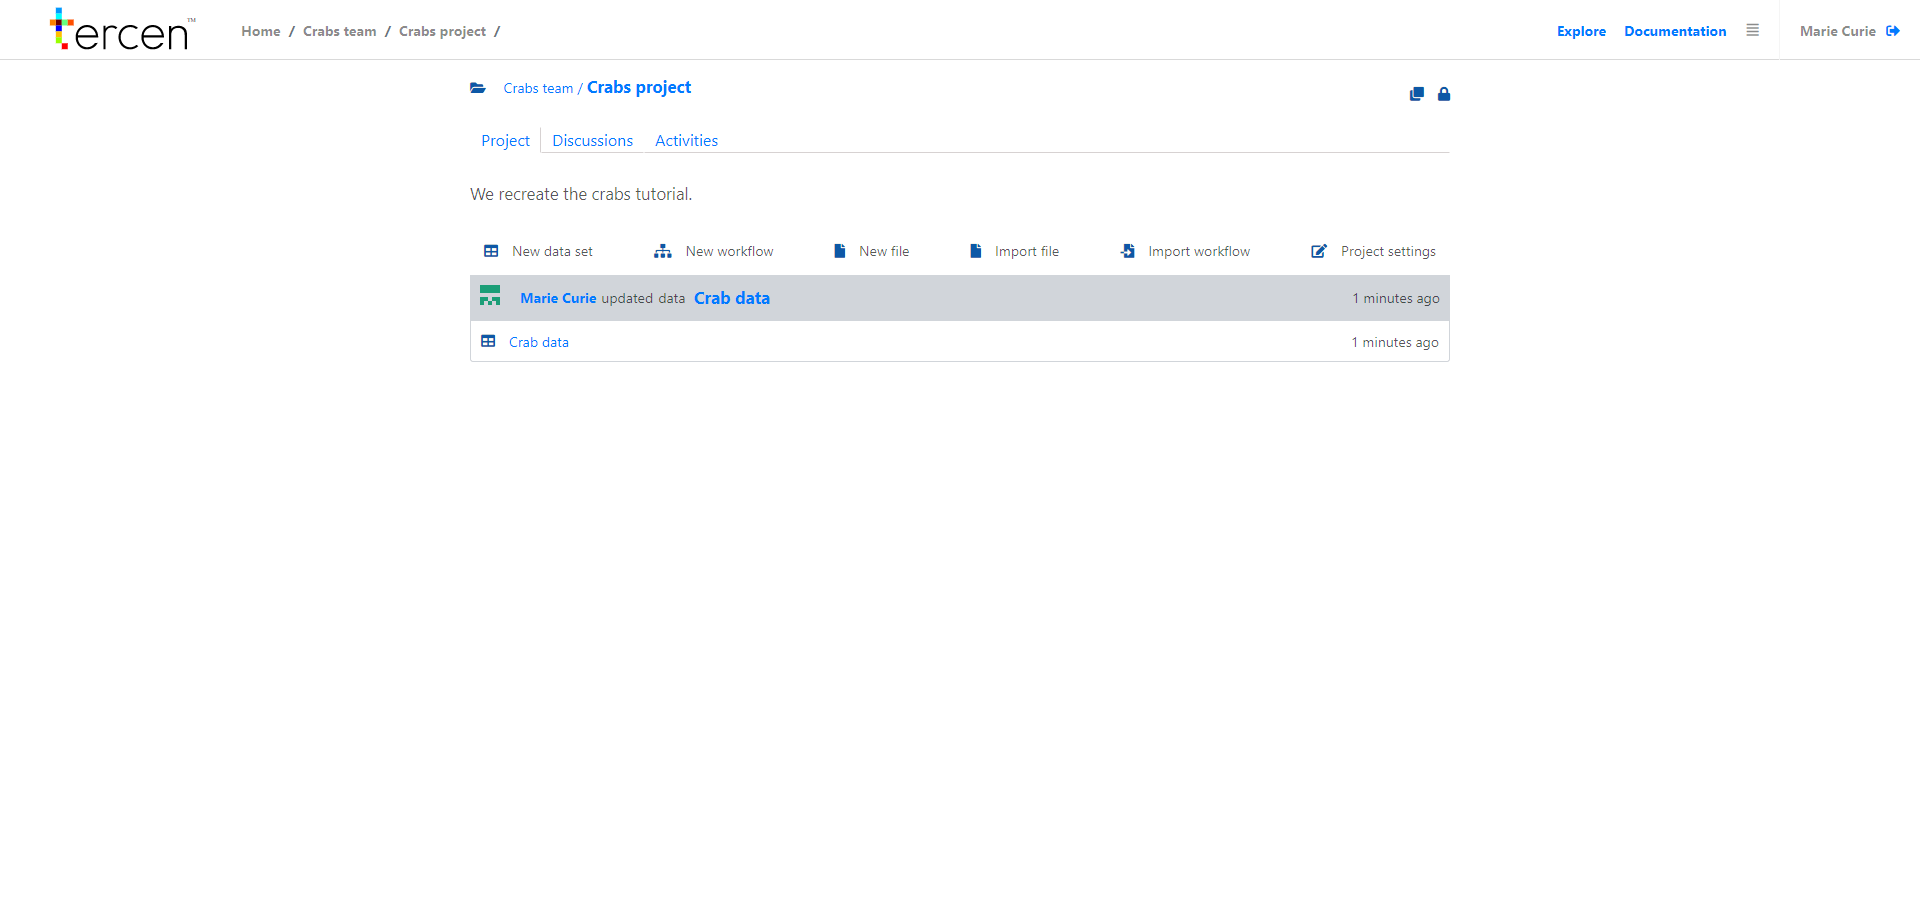 tercen™
Home / Crabs team / Crabs project /
Explore Documentation Marie Curie
Crabs team / Crabs project
Project Discussions Activities
We recreate the crabs tutorial.
New data set New workflow New file Import file Import workflow Project settings
Marie Curie updated data Crab data 1 minutes ago
Crab data 1 minutes ago